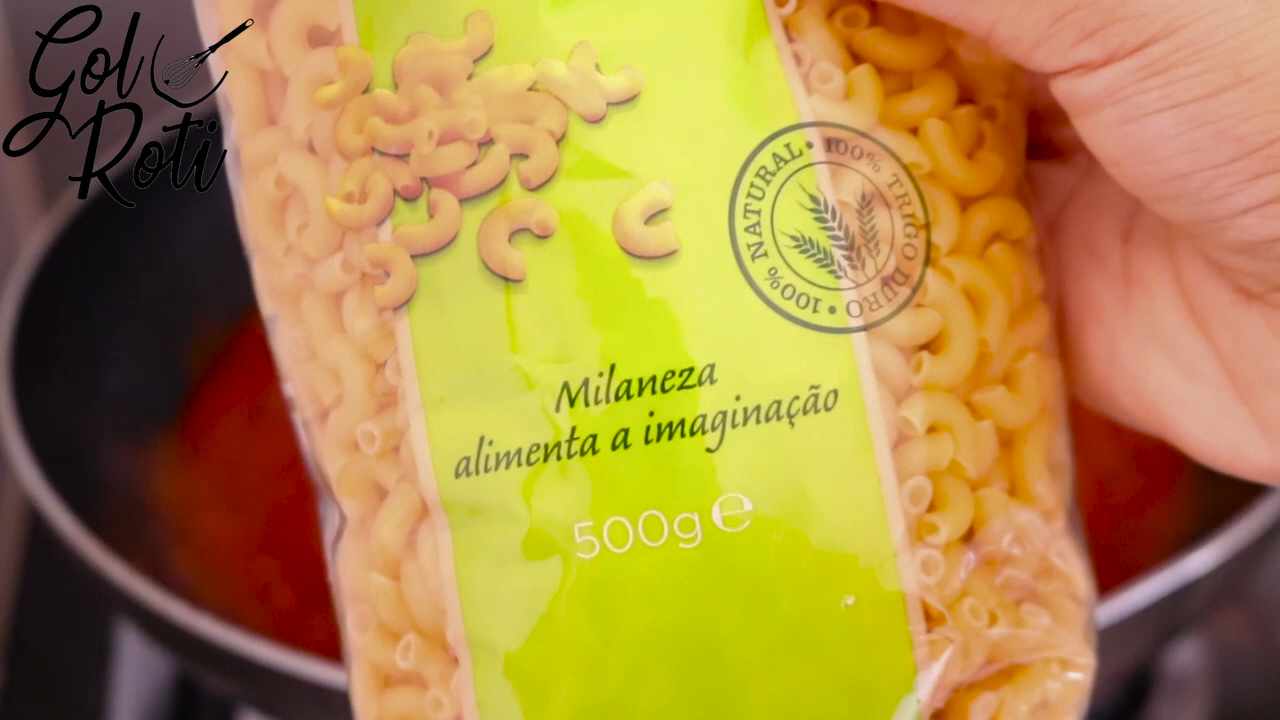 Gol
Roti
100% NATURAL • 100% TRIGO DURO •
Milaneza
alimenta a imaginação
500g ℮